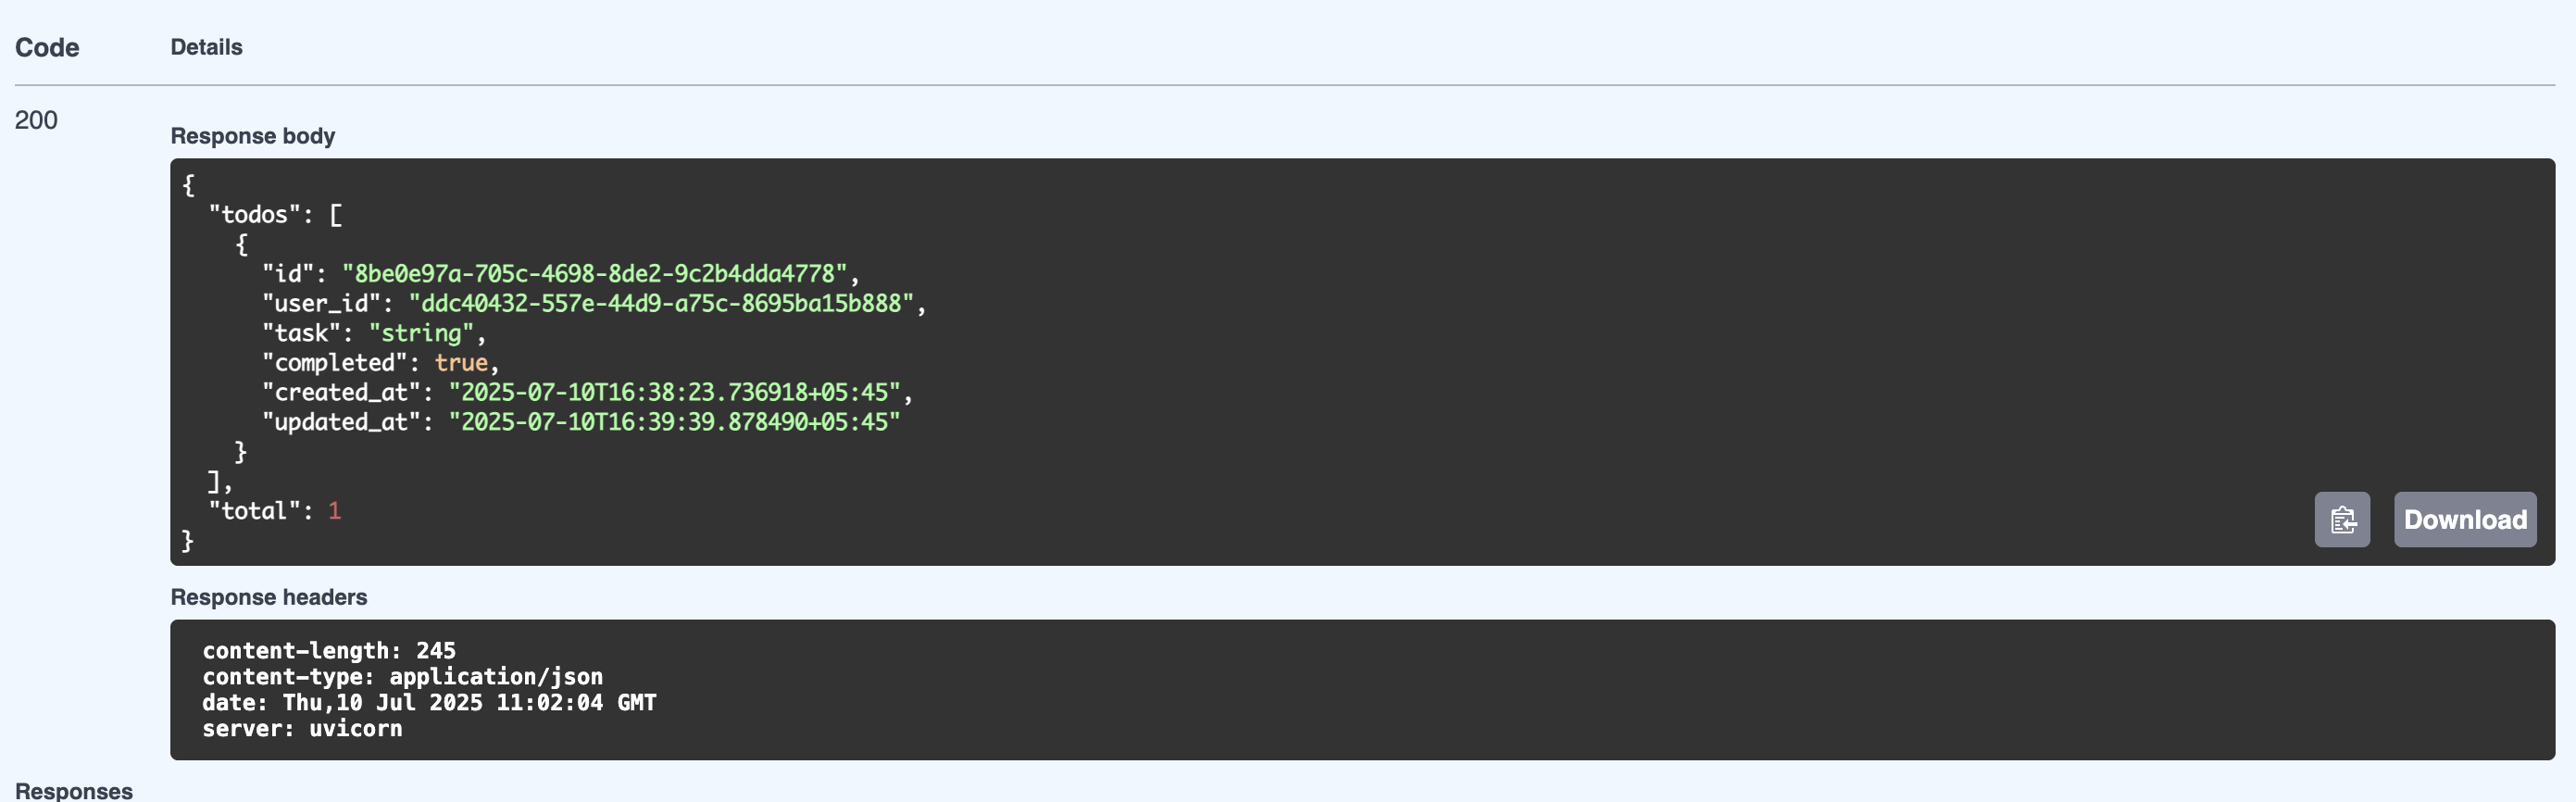 Code Details
200
Response body
{
  "todos": [
    {
      "id": "8be0e97a-705c-4698-8de2-9c2b4dda4778",
      "user_id": "ddc40432-557e-44d9-a75c-8695ba15b888",
      "task": "string",
      "completed": true,
      "created_at": "2025-07-10T16:38:23.736918+05:45",
      "updated_at": "2025-07-10T16:39:39.878490+05:45"
    }
  ],
  "total": 1
}
Download
Response headers
content-length: 245
content-type: application/json
date: Thu,10 Jul 2025 11:02:04 GMT
server: uvicorn
Responses